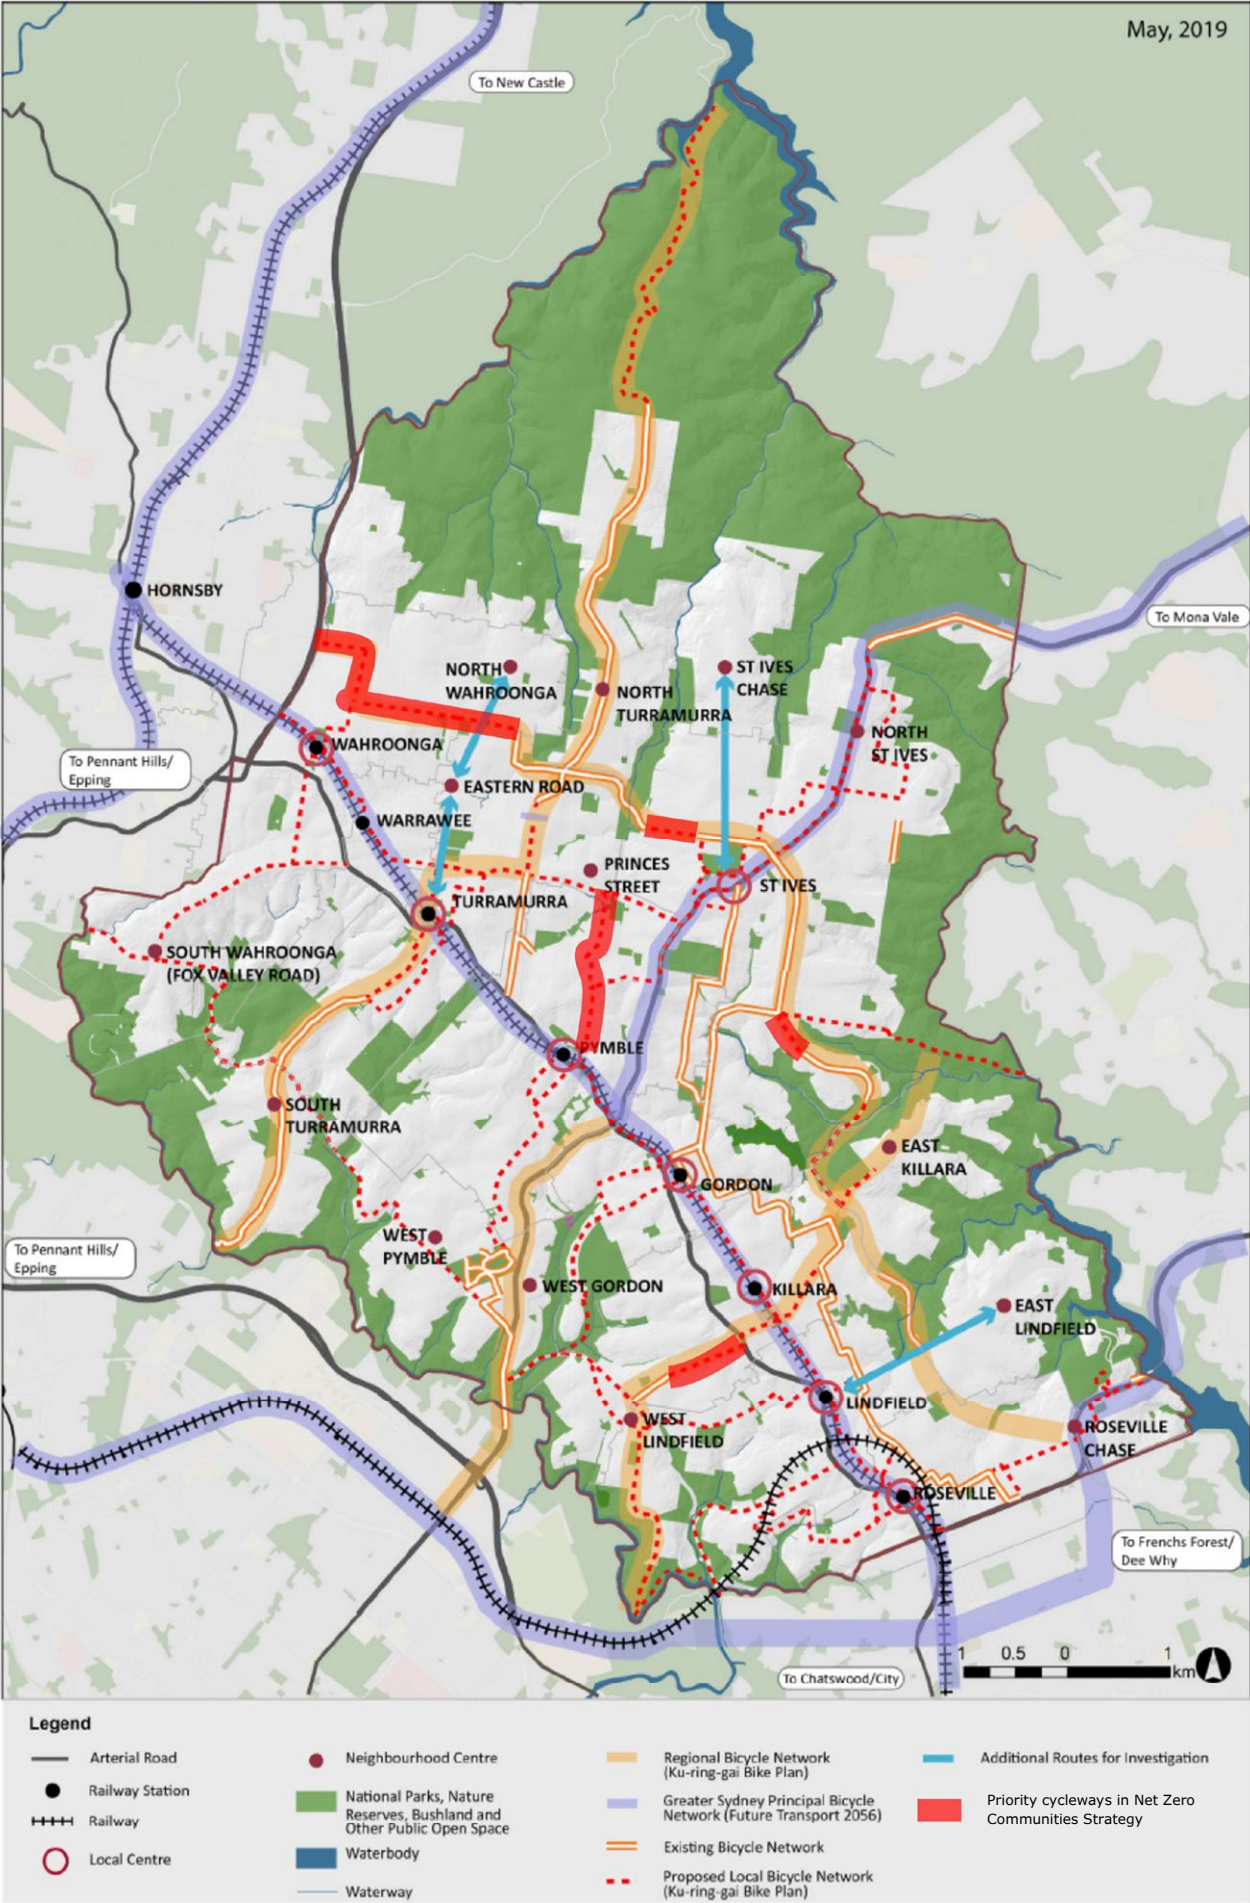 May, 2019
To New Castle
HORNSBY
To Mona Vale
NORTH
WAHROONGA
ST IVES
CHASE
NORTH
TURRAMURRA
NORTH
ST IVES
WAHROONGA
To Pennant Hills/
Epping
EASTERN ROAD
WARRAWEE
PRINCES
STREET
ST IVES
TURRAMURRA
SOUTH WAHROONGA
(FOX VALLEY ROAD)
PYMBLE
SOUTH
TURRAMURRA
EAST
KILLARA
GORDON
WEST
PYMBLE
To Pennant Hills/
Epping
WEST GORDON
KILLARA
EAST
LINDFIELD
LINDFIELD
WEST
LINDFIELD
ROSEVILLE
CHASE
ROSEVILLE
To Frenchs Forest/
Dee Why
To Chatswood/City
1 0.5 0 1
km
Legend
Arterial Road
Railway Station
Railway
Local Centre
Neighbourhood Centre
National Parks, Nature
Reserves, Bushland and
Other Public Open Space
Waterbody
Waterway
Regional Bicycle Network
(Ku-ring-gai Bike Plan)
Greater Sydney Principal Bicycle
Network (Future Transport 2056)
Existing Bicycle Network
Proposed Local Bicycle Network
(Ku-ring-gai Bike Plan)
Additional Routes for Investigation
Priority cycleways in Net Zero
Communities Strategy